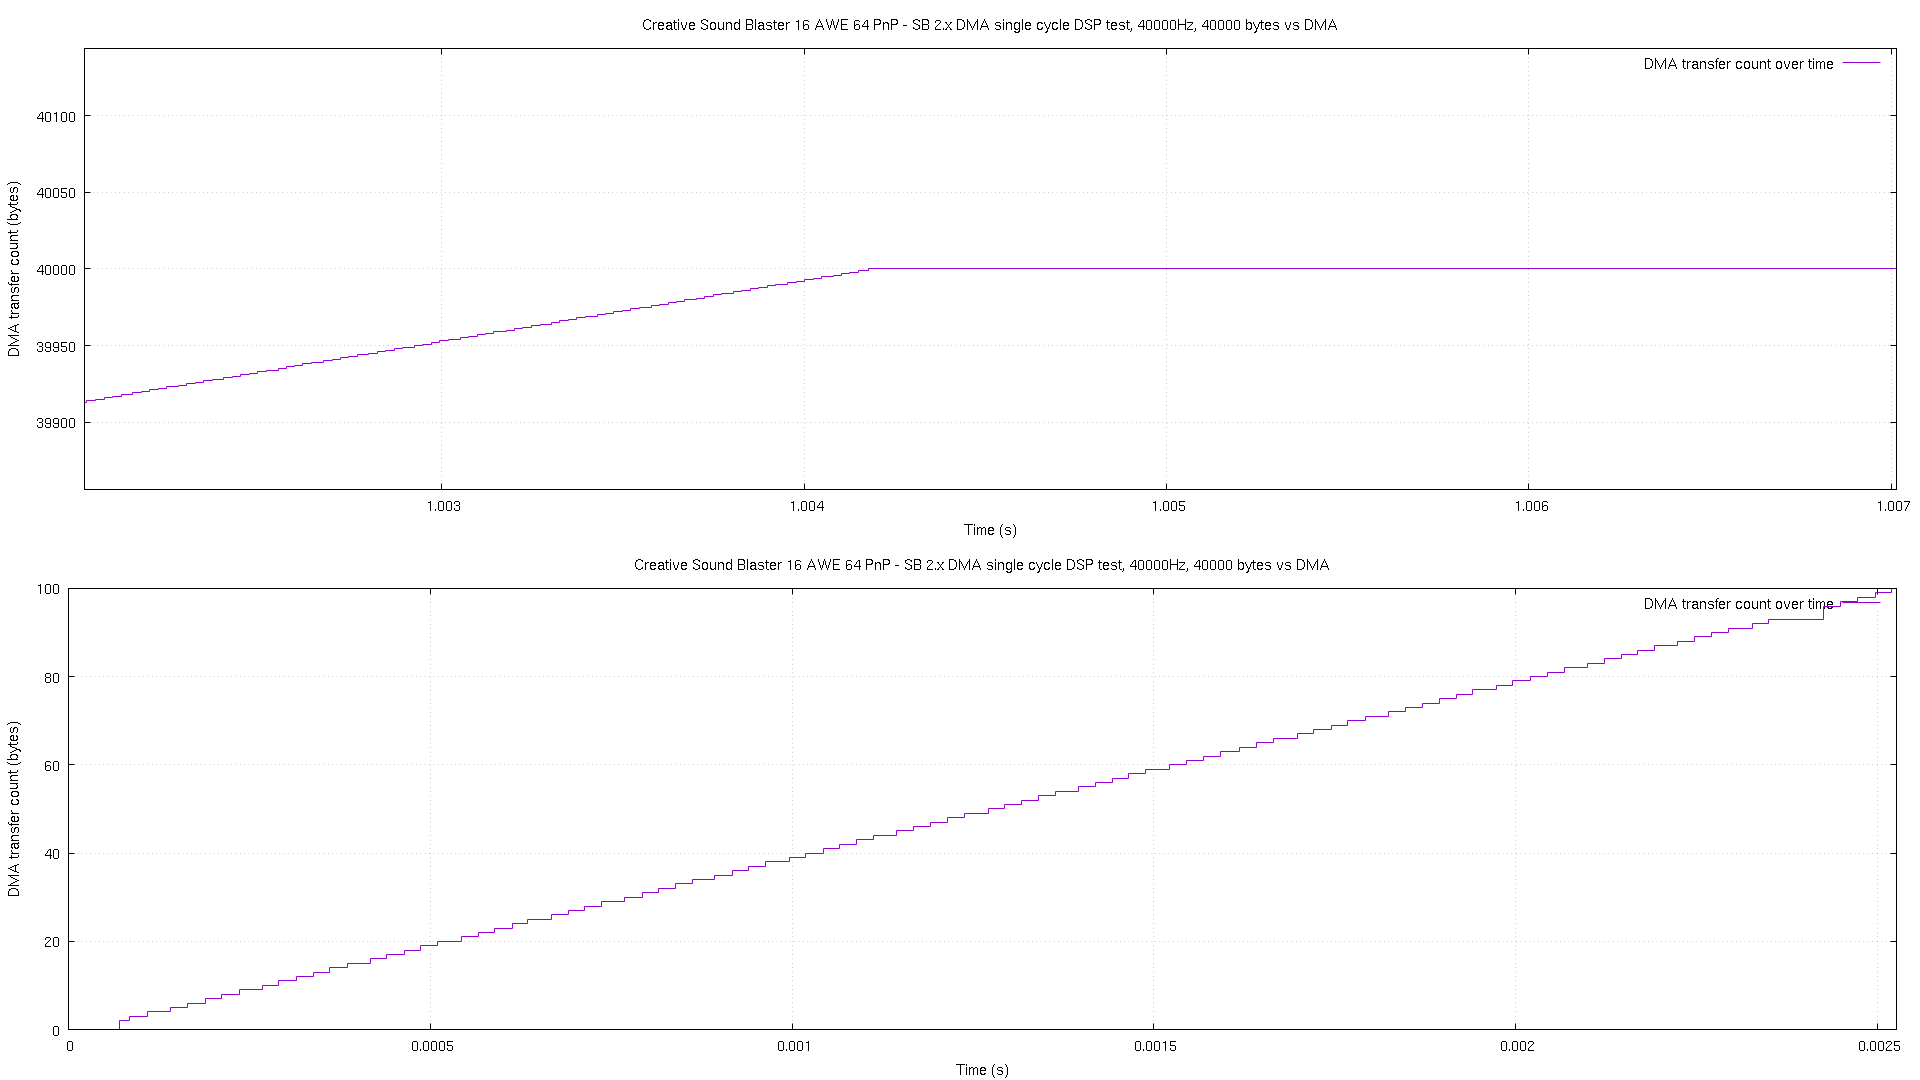 Creative Sound Blaster 16 AWE 64 PnP - SB 2.x DMA single cycle DSP test, 40000Hz, 40000 bytes vs DMA
DMA transfer count over time
40100
40050
40000
39950
39900
DMA transfer count (bytes)
1.003 1.004 1.005 1.006 1.007
Time (s)
Creative Sound Blaster 16 AWE 64 PnP - SB 2.x DMA single cycle DSP test, 40000Hz, 40000 bytes vs DMA
DMA transfer count over time
100
80
60
40
20
0
DMA transfer count (bytes)
0 0.0005 0.001 0.0015 0.002 0.0025
Time (s)